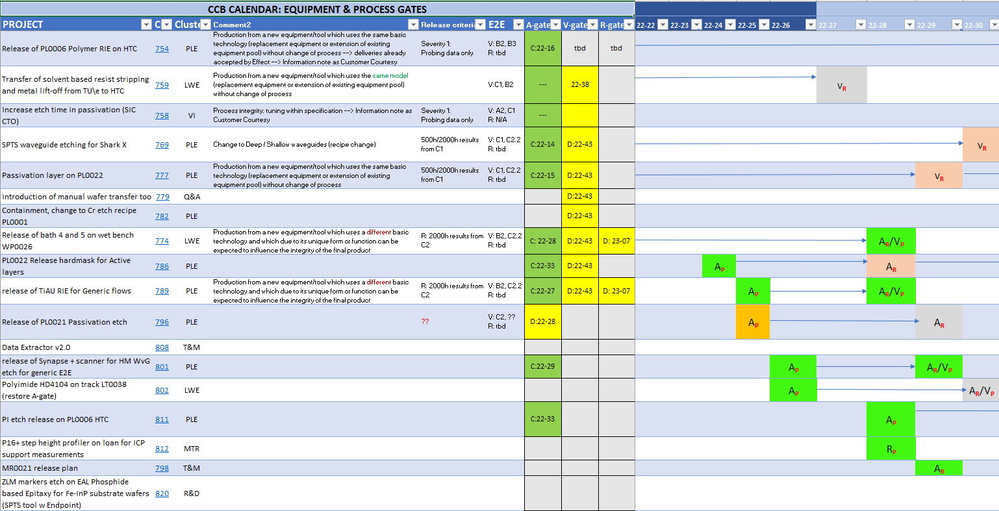 CCB CALENDAR: EQUIPMENT & PROCESS GATES
PROJECT C Cluste Comment2 Release criteria E2E A-gate V-gate R-gate 22-22 22-23 22-24 22-25 22-26 22-27 22-28 22-29 22-30
Release of PL0006 Polymer RIE on HTC 754 PLE
Production from a new equipment/tool which uses the same basic
technology (replacement equipment or extension of existing
equipment pool) without change of process --> deliveries already
accepted by Effect --> Information note as Customer Courtesy
Severity 1:
Probing data only
V: B2, B3
R: tbd
C:22-16 tbd tbd
Transfer of solvent based resist stripping
and metal lift-off from TU\e to HTC
759 LWE
Production from a new equipment/tool which uses the same model
(replacement equipment or extension of existing equipment pool)
without change of process
V:C1, B2
--- 22-38 VR
Increase etch time in passivation (SIC
CTO)
758 VI
Process integrity: tuning within specification --> Information note as
Customer Courtesy
Severity 1:
Probing data only
V: A2, C1
R: N/A
---
SPTS waveguide etching for Shark X 769 PLE Change to Deep / Shallow waveguides (recipe change)
500h/2000h results
from C1
V: C1, C2.2
R: tbd
C:22-14 D:22-43 VR
Passivation layer on PL0022 777 PLE
Production from a new equipment/tool which uses the same basic
technology (replacement equipment or extension of existing
equipment pool) without change of process
500h/2000h results
from C1
V: C1, C2.2
R: tbd
C:22-15 D:22-43 VR
Introduction of manual wafer transfer too 779 Q&A D:22-43
Containment, change to Cr etch recipe
PL0001
782 PLE D:22-43
Release of bath 4 and 5 on wet bench
WP0026
774 LWE
Production from a new equipment/tool which uses a different basic
technology and which due to its unique form or function can be
expected to influence the integrity of the final product
R: 2000h results from
C2
V: B2, C2.2
R: tbd
C: 22-28 D:22-43 D: 23-07 AR/VP
PL0022 Release hardmask for Active
layers
786 PLE C:22-33 D:22-43 AP AR
release of TiAU RIE for Generic flows 789 PLE
Production from a new equipment/tool which uses a different basic
technology and which due to its unique form or function can be
expected to influence the integrity of the final product
R: 2000h results from
C2
V: B2, C2.2
R: tbd
C:22-27 D:22-43 D: 23-07 AP AR/VP
Release of PL0021 Passivation etch 796 PLE ??
V: C2, ??
R: tbd
D:22-28 AP AR
Data Extractor v2.0 808 T&M
release of Synapse + scanner for HM WvG
etch for generic E2E
801 PLE C:22-29 AP AR/VP
Polyimide HD4104 on track LT0038
(restore A-gate)
802 LWE AP AR/VP
PI etch release on PL0006 HTC 811 PLE C:22-33 AP
P16+ step height profiler on loan for ICP
support measurements
812 MTR RP
MR0021 release plan 798 T&M AR
ZLM markers etch on EAL Phosphide
based Epitaxy for Fe-InP substrate wafers
(SPTS tool w Endpoint)
820 R&D